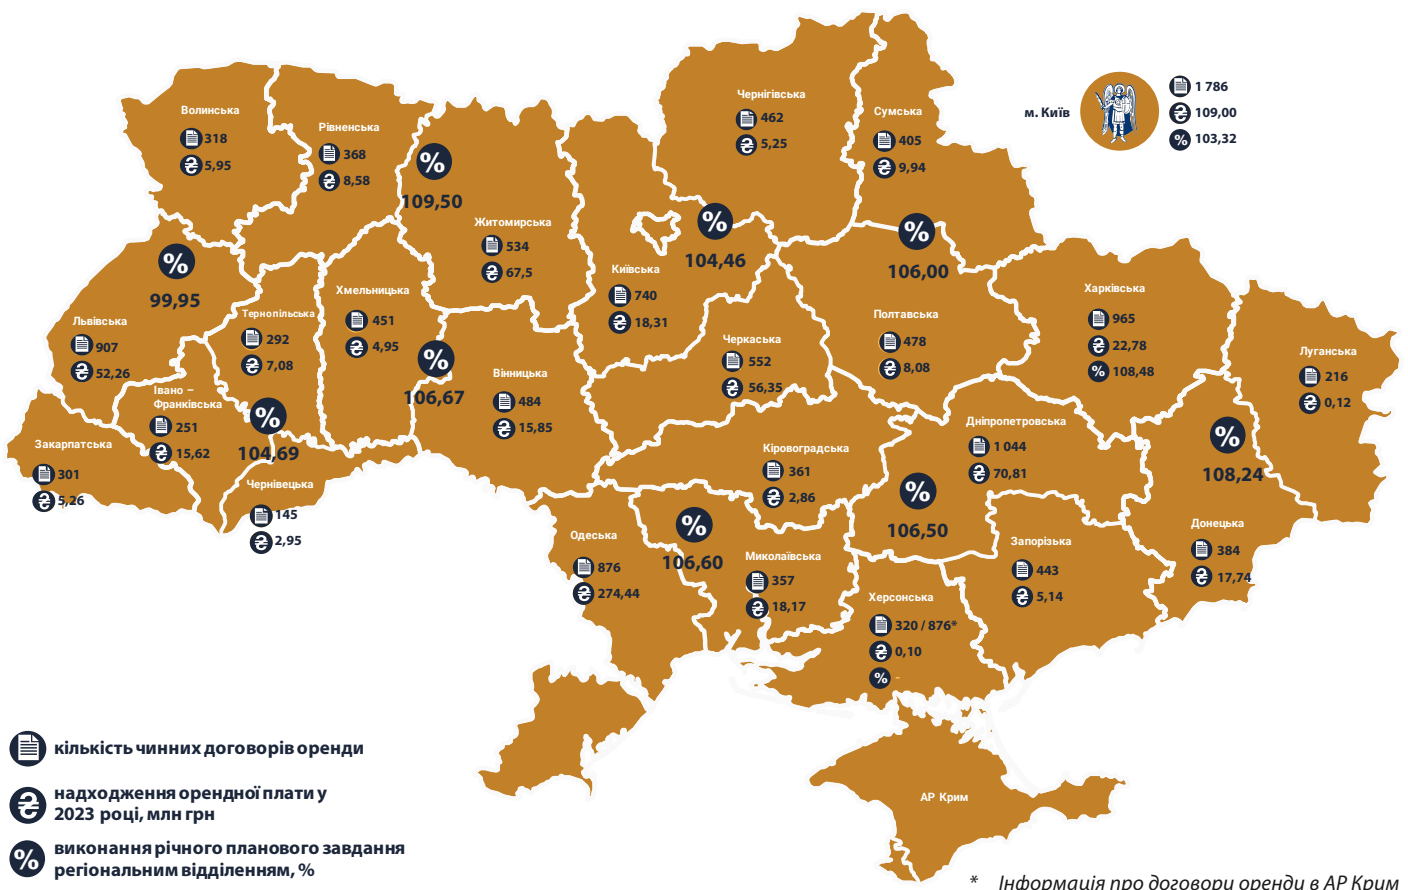 Волинська
318
5,95
Рівненська
368
8,58
%
109,50
Житомирська
534
67,5
Чернігівська
462
5,25
Сумська
405
9,94
м. Київ
1 786
109,00
% 103,32
%
99,95
Львівська
907
52,26
Тернопільська
292
7,08
Хмельницька
451
4,95
Київська
740
18,31
%
104,46
%
106,00
Полтавська
478
8,08
Харківська
965
22,78
% 108,48
Луганська
216
0,12
Черкаська
552
56,35
%
106,67
Вінницька
484
15,85
Івано –
Франківська
251
15,62
%
104,69
Закарпатська
301
5,26
Чернівецька
145
2,95
Кіровоградська
361
2,86
Дніпропетровська
1 044
70,81
%
106,50
%
108,24
Донецька
384
17,74
Одеська
876
274,44
%
106,60
Миколаївська
357
18,17
Запорізька
443
5,14
Херсонська
320 / 876*
0,10
% –
АР Крим
кількість чинних договорів оренди
надходження орендної плати у
2023 році, млн грн
% виконання річного планового завдання
регіональним відділенням, %
* Інформація про договори оренди в АР Крим